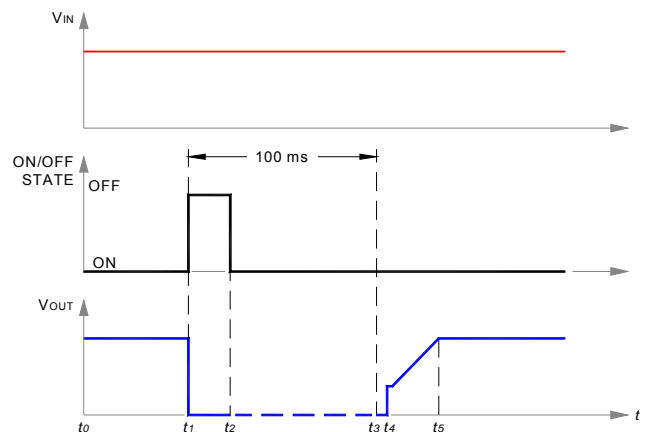 VIN
100 ms
ON/OFF
STATE
OFF
ON
VOUT
t0 t1 t2 t3 t4 t5 t